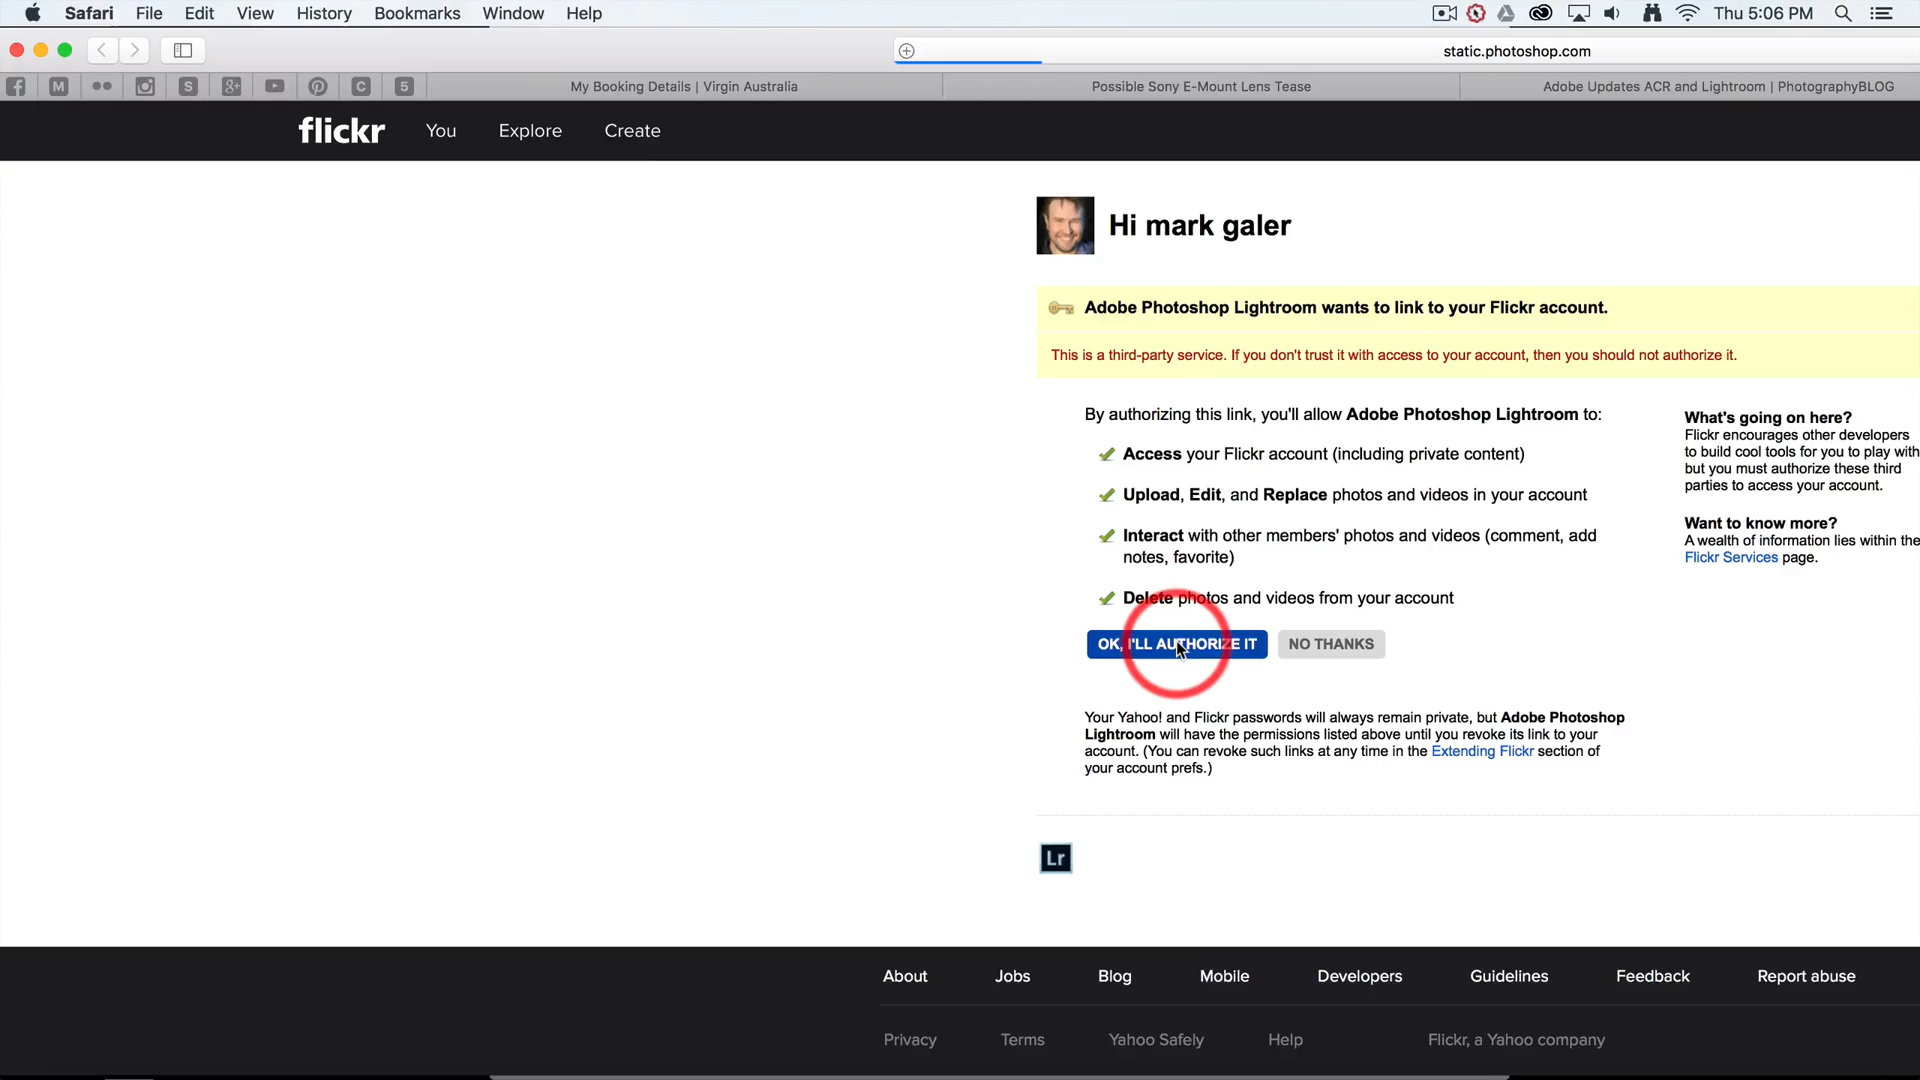 Safari File Edit View History Bookmarks Window Help Thu 5:06 PM
static.photoshop.com
M S g+ C 5 My Booking Details | Virgin Australia Possible Sony E-Mount Lens Tease Adobe Updates ACR and Lightroom | PhotographyBLOG
flickr You Explore Create
Hi mark galer
Adobe Photoshop Lightroom wants to link to your Flickr account.
This is a third-party service. If you don't trust it with access to your account, then you should not authorize it.
By authorizing this link, you'll allow Adobe Photoshop Lightroom to:
Access your Flickr account (including private content)
Upload, Edit, and Replace photos and videos in your account
Interact with other members' photos and videos (comment, add
notes, favorite)
Delete photos and videos from your account
OK, I'LL AUTHORIZE IT NO THANKS
Your Yahoo! and Flickr passwords will always remain private, but Adobe Photoshop
Lightroom will have the permissions listed above until you revoke its link to your
account. (You can revoke such links at any time in the Extending Flickr section of
your account prefs.)
What's going on here?
Flickr encourages other developers
to build cool tools for you to play with
but you must authorize these third
parties to access your account.
Want to know more?
A wealth of information lies within the
Flickr Services page.
Lr
About Jobs Blog Mobile Developers Guidelines Feedback Report abuse
Privacy Terms Yahoo Safely Help Flickr, a Yahoo company